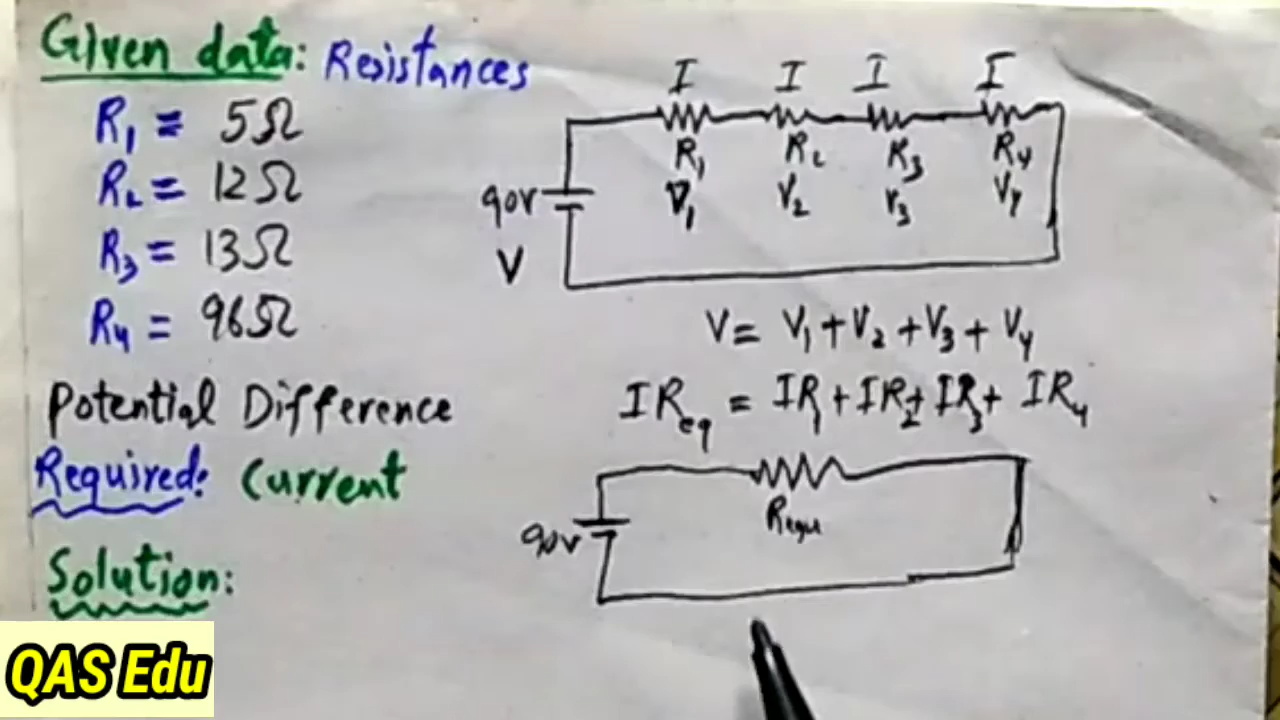 Given data: Resistances
R₁ = 5Ω
R₂ = 12Ω
R₃ = 13Ω
R₄ = 96Ω
Potential Difference
Required: Current
Solution:
I I I I
R₁ R₂ R₃ R₄
V₁ V₂ V₃ V₄
90V
V
V = V₁ + V₂ + V₃ + V₄
IReq = IR₁ + IR₂ + IR₃ + IR₄
Requ
90V
QAS Edu